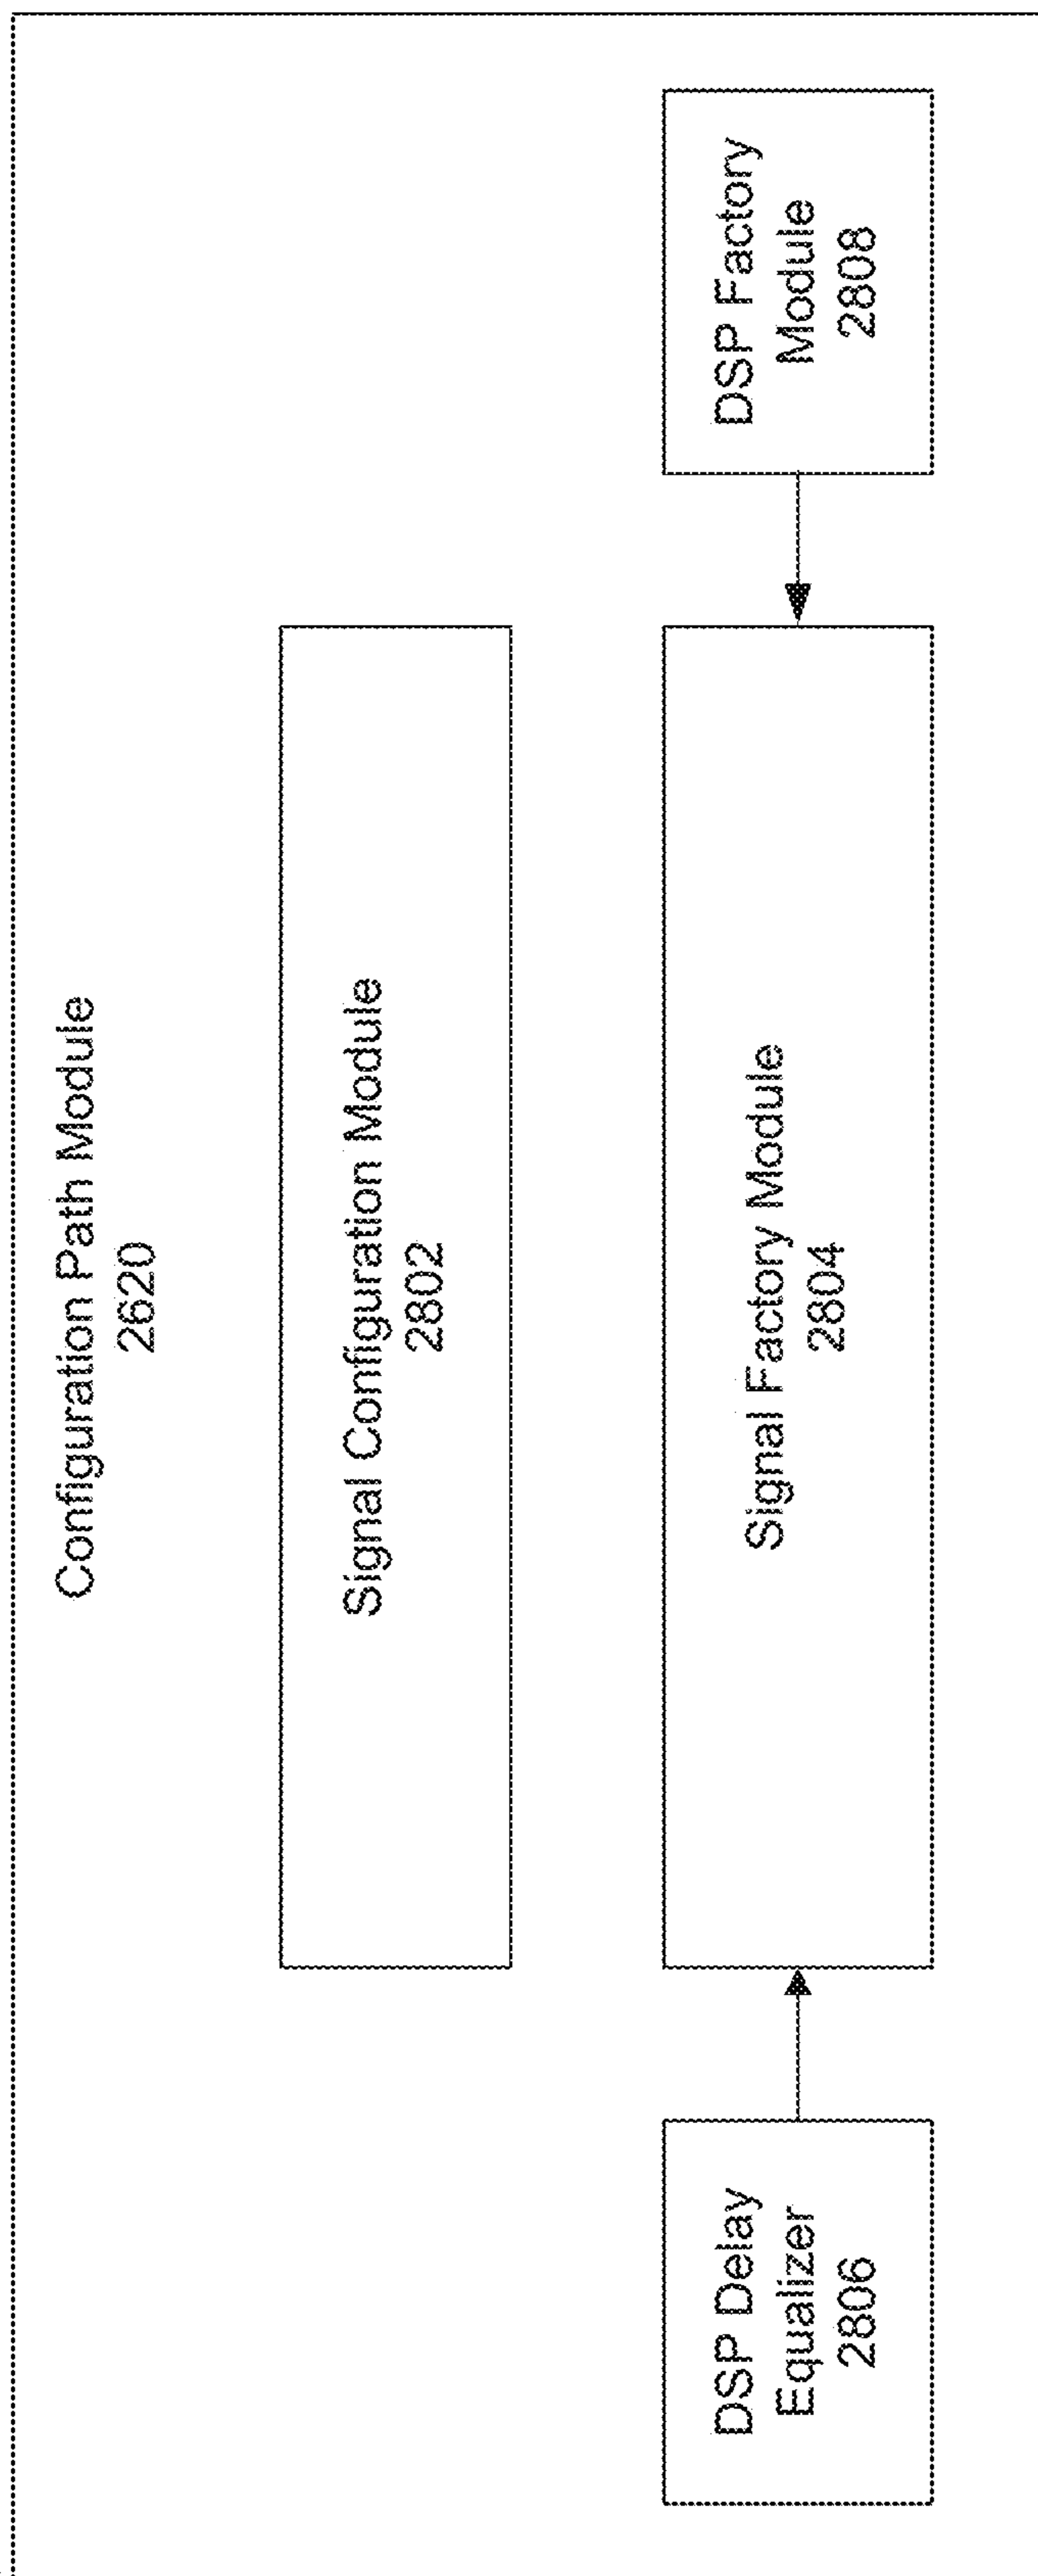 Configuration Path Module
2620
Signal Configuration Module
2802
DSP Delay
Equalizer
2806
Signal Factory Module
2804
DSP Factory
Module
2808